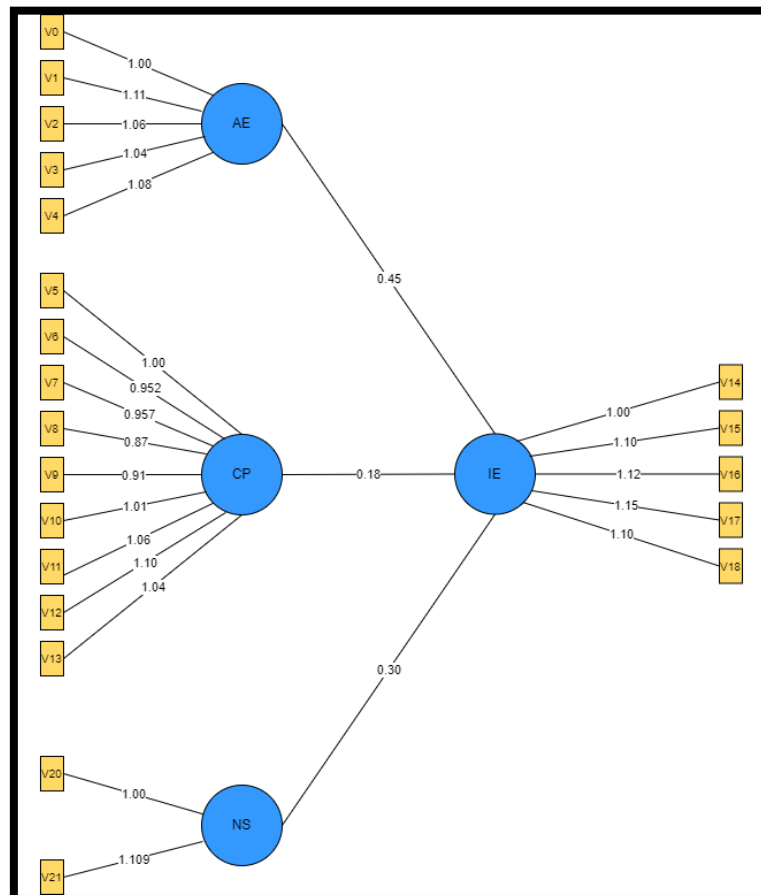 V0
1.00
V1
1.11
AE
V2
1.06
V3
1.04
V4
1.08
0.45
V5
V6
1.00
V7
0.952
V14
0.957
1.00
V8
0.87
1.10
V15
V9
0.91
CP
0.18
IE
1.12
V16
V10
1.01
1.15
V17
V11
1.06
1.10
V18
V12
1.10
1.04
V13
0.30
V20
1.00
NS
1.109
V21